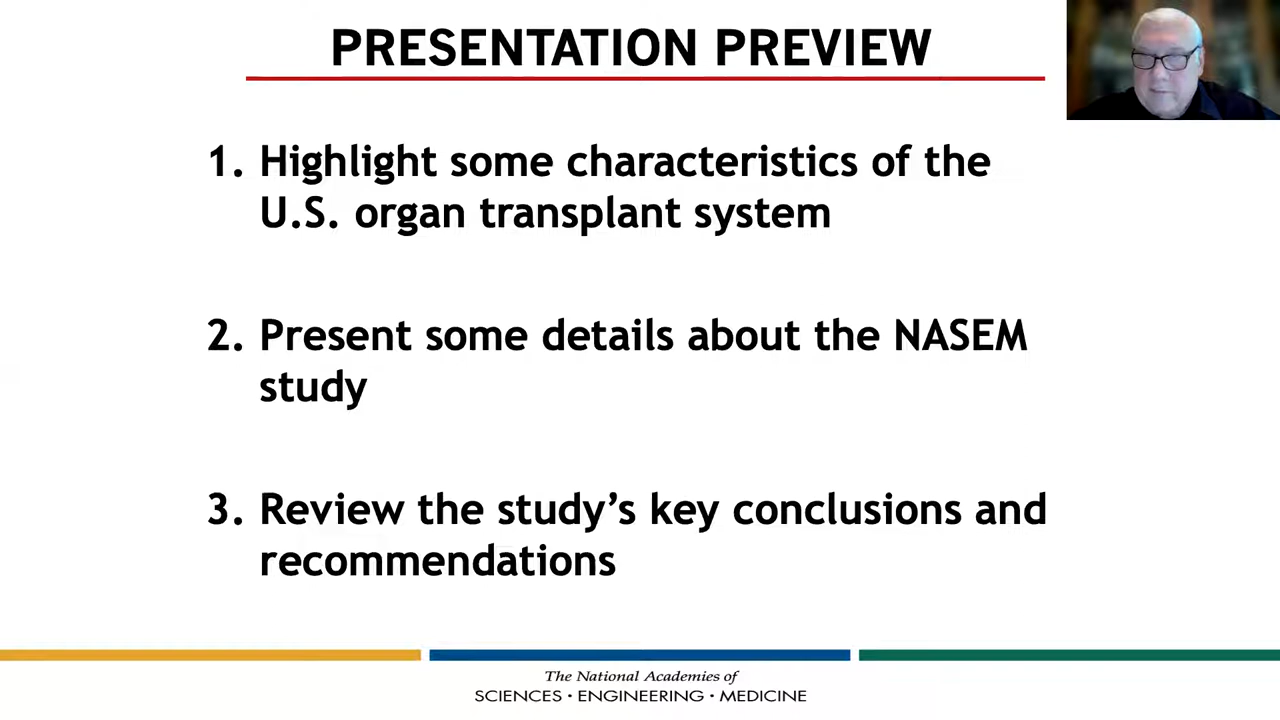 PRESENTATION PREVIEW
1. Highlight some characteristics of the
U.S. organ transplant system
2. Present some details about the NASEM
study
3. Review the study’s key conclusions and
recommendations
The National Academies of
SCIENCES · ENGINEERING · MEDICINE